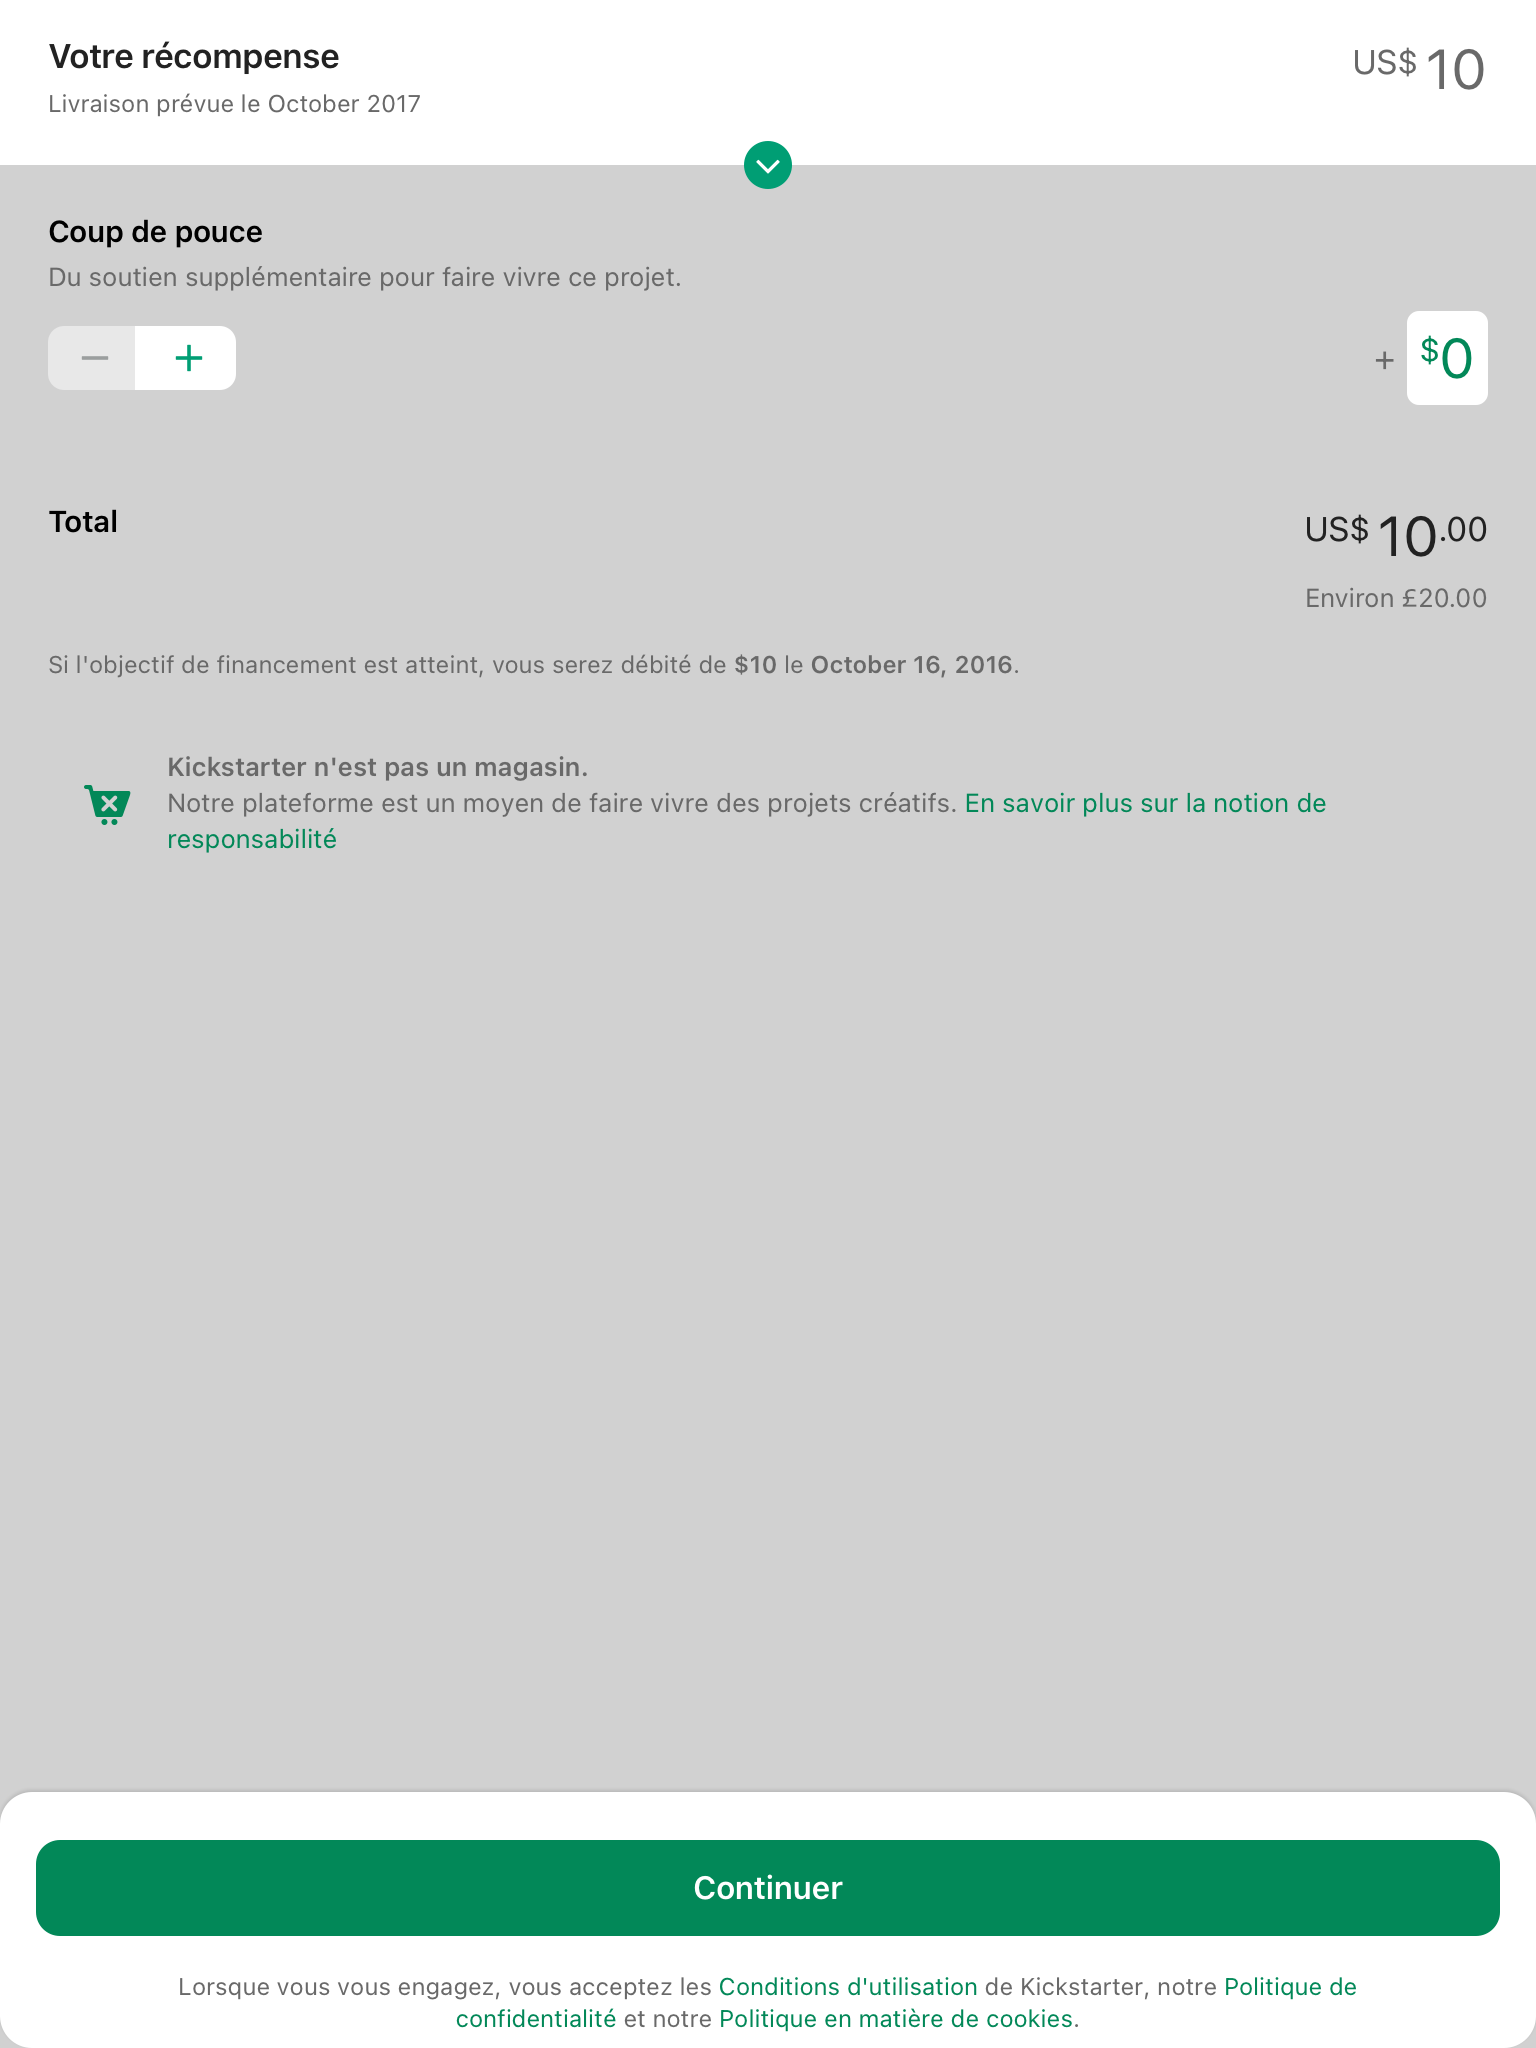 Votre récompense
US$ 10
Livraison prévue le October 2017
Coup de pouce
Du soutien supplémentaire pour faire vivre ce projet.
+ $0
Total
US$ 10.00
Environ £20.00
Si l'objectif de financement est atteint, vous serez débité de $10 le October 16, 2016.
Kickstarter n'est pas un magasin.
Notre plateforme est un moyen de faire vivre des projets créatifs. En savoir plus sur la notion de
responsabilité
Continuer
Lorsque vous vous engagez, vous acceptez les Conditions d'utilisation de Kickstarter, notre Politique de
confidentialité et notre Politique en matière de cookies.